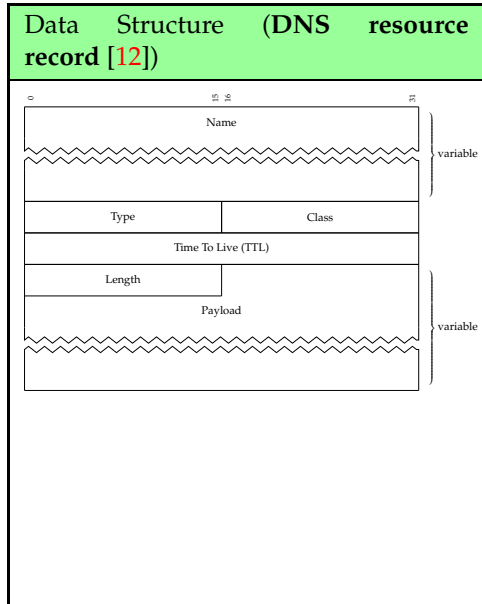 Data Structure (DNS resource
record [12])
0 15 16 31
Name
variable
Type Class
Time To Live (TTL)
Length
Payload
variable